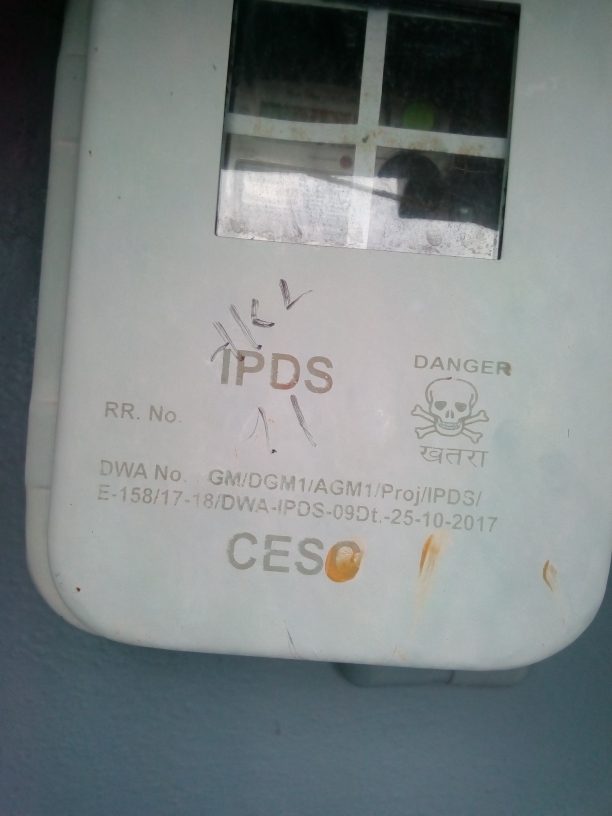 IPDS
DANGER
खतरा
RR. No.
DWA No. GM/DGM1/AGM1/Proj/IPDS/
E-158/17-18/DWA-IPDS-09Dt.-25-10-2017
CESC